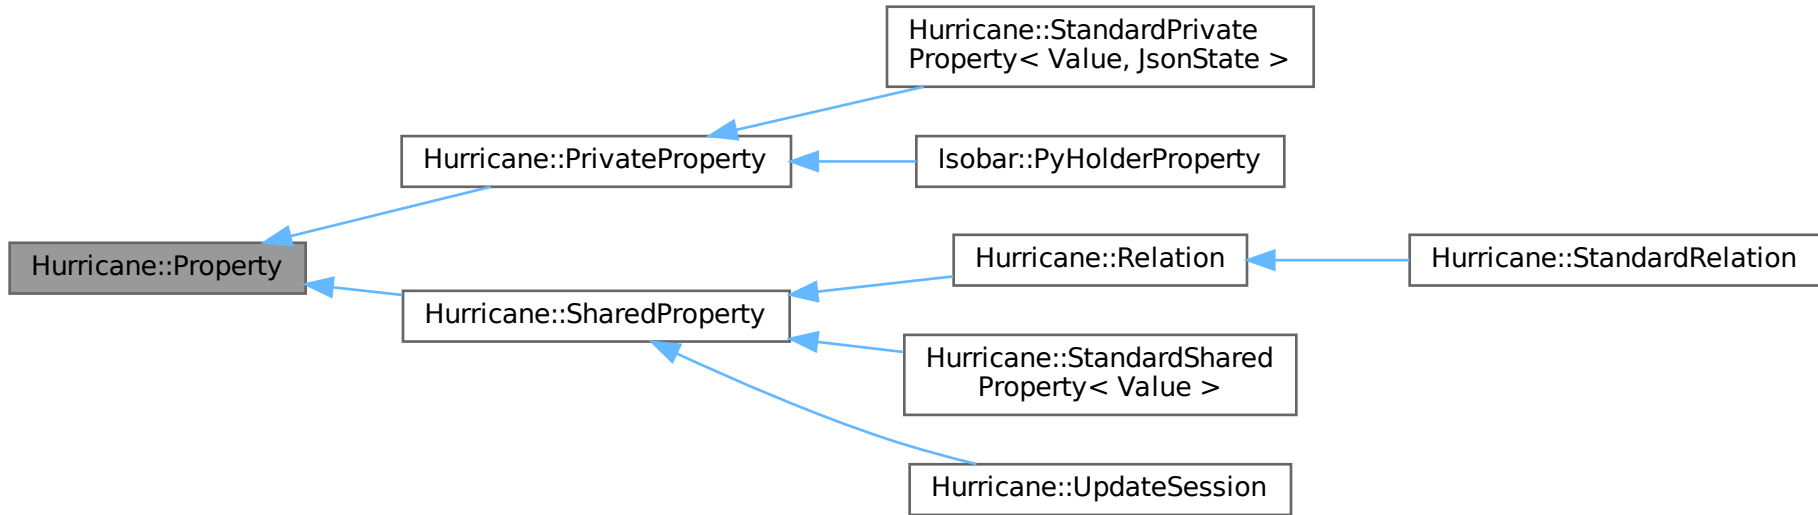 Hurricane::StandardPrivate
Property< Value, JsonState >
Hurricane::PrivateProperty
Isobar::PyHolderProperty
Hurricane::Property
Hurricane::Relation
Hurricane::StandardRelation
Hurricane::SharedProperty
Hurricane::StandardShared
Property< Value >
Hurricane::UpdateSession